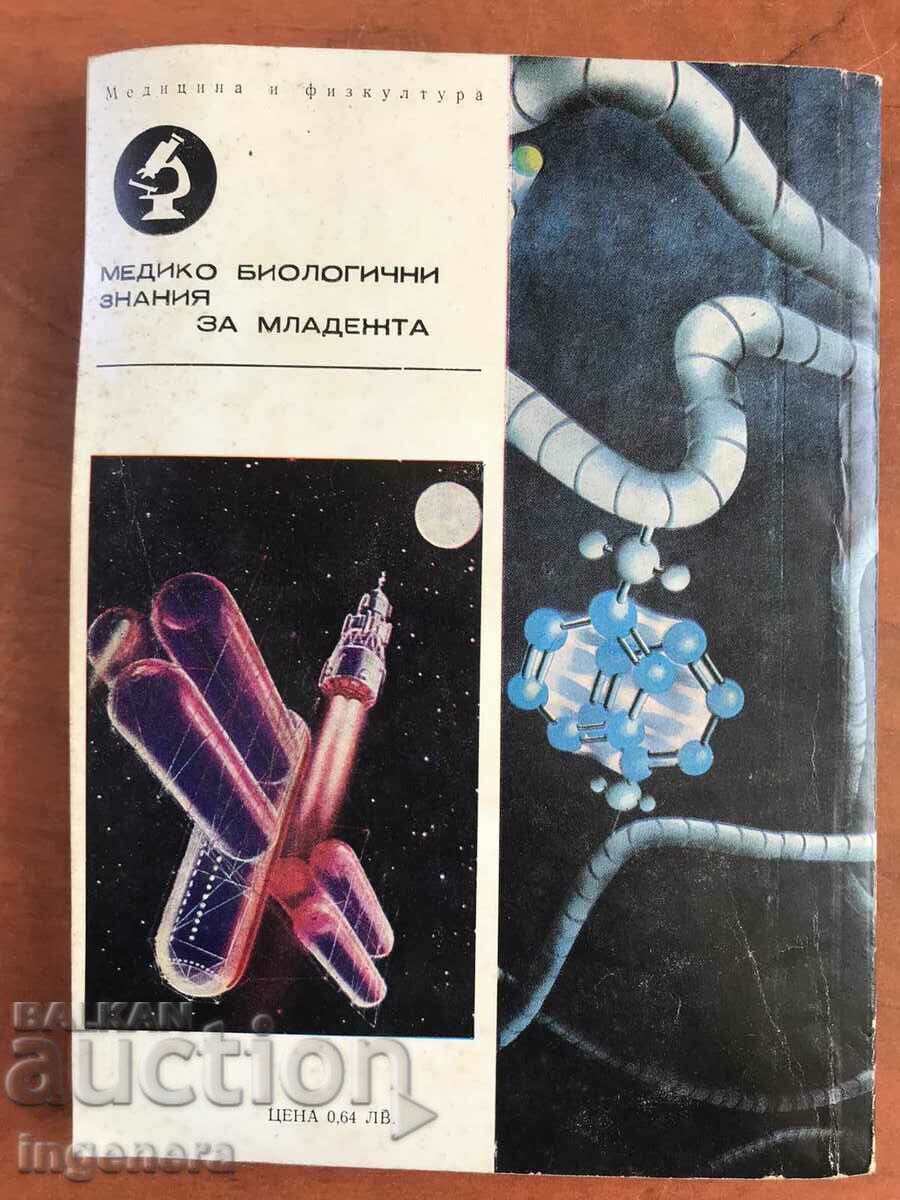 Медицина и физкултура
МЕДИКО БИОЛОГИЧНИ
ЗНАНИЯ
ЗА МЛАДЕЖТА
BALKAN
auction
ЦЕНА 0,64 ЛВ.
ingenera